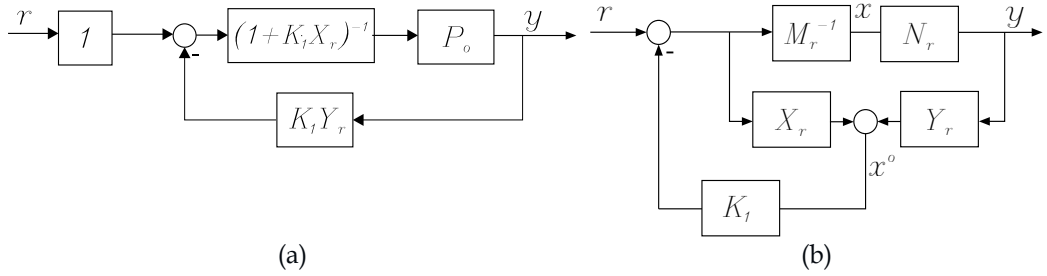 r
1
-
(1+K₁Xᵣ)⁻¹
Pₒ
y
K₁Yᵣ
(a)
r
-
Mᵣ⁻¹
x
Nᵣ
y
Xᵣ
Yᵣ
xᵒ
K₁
(b)